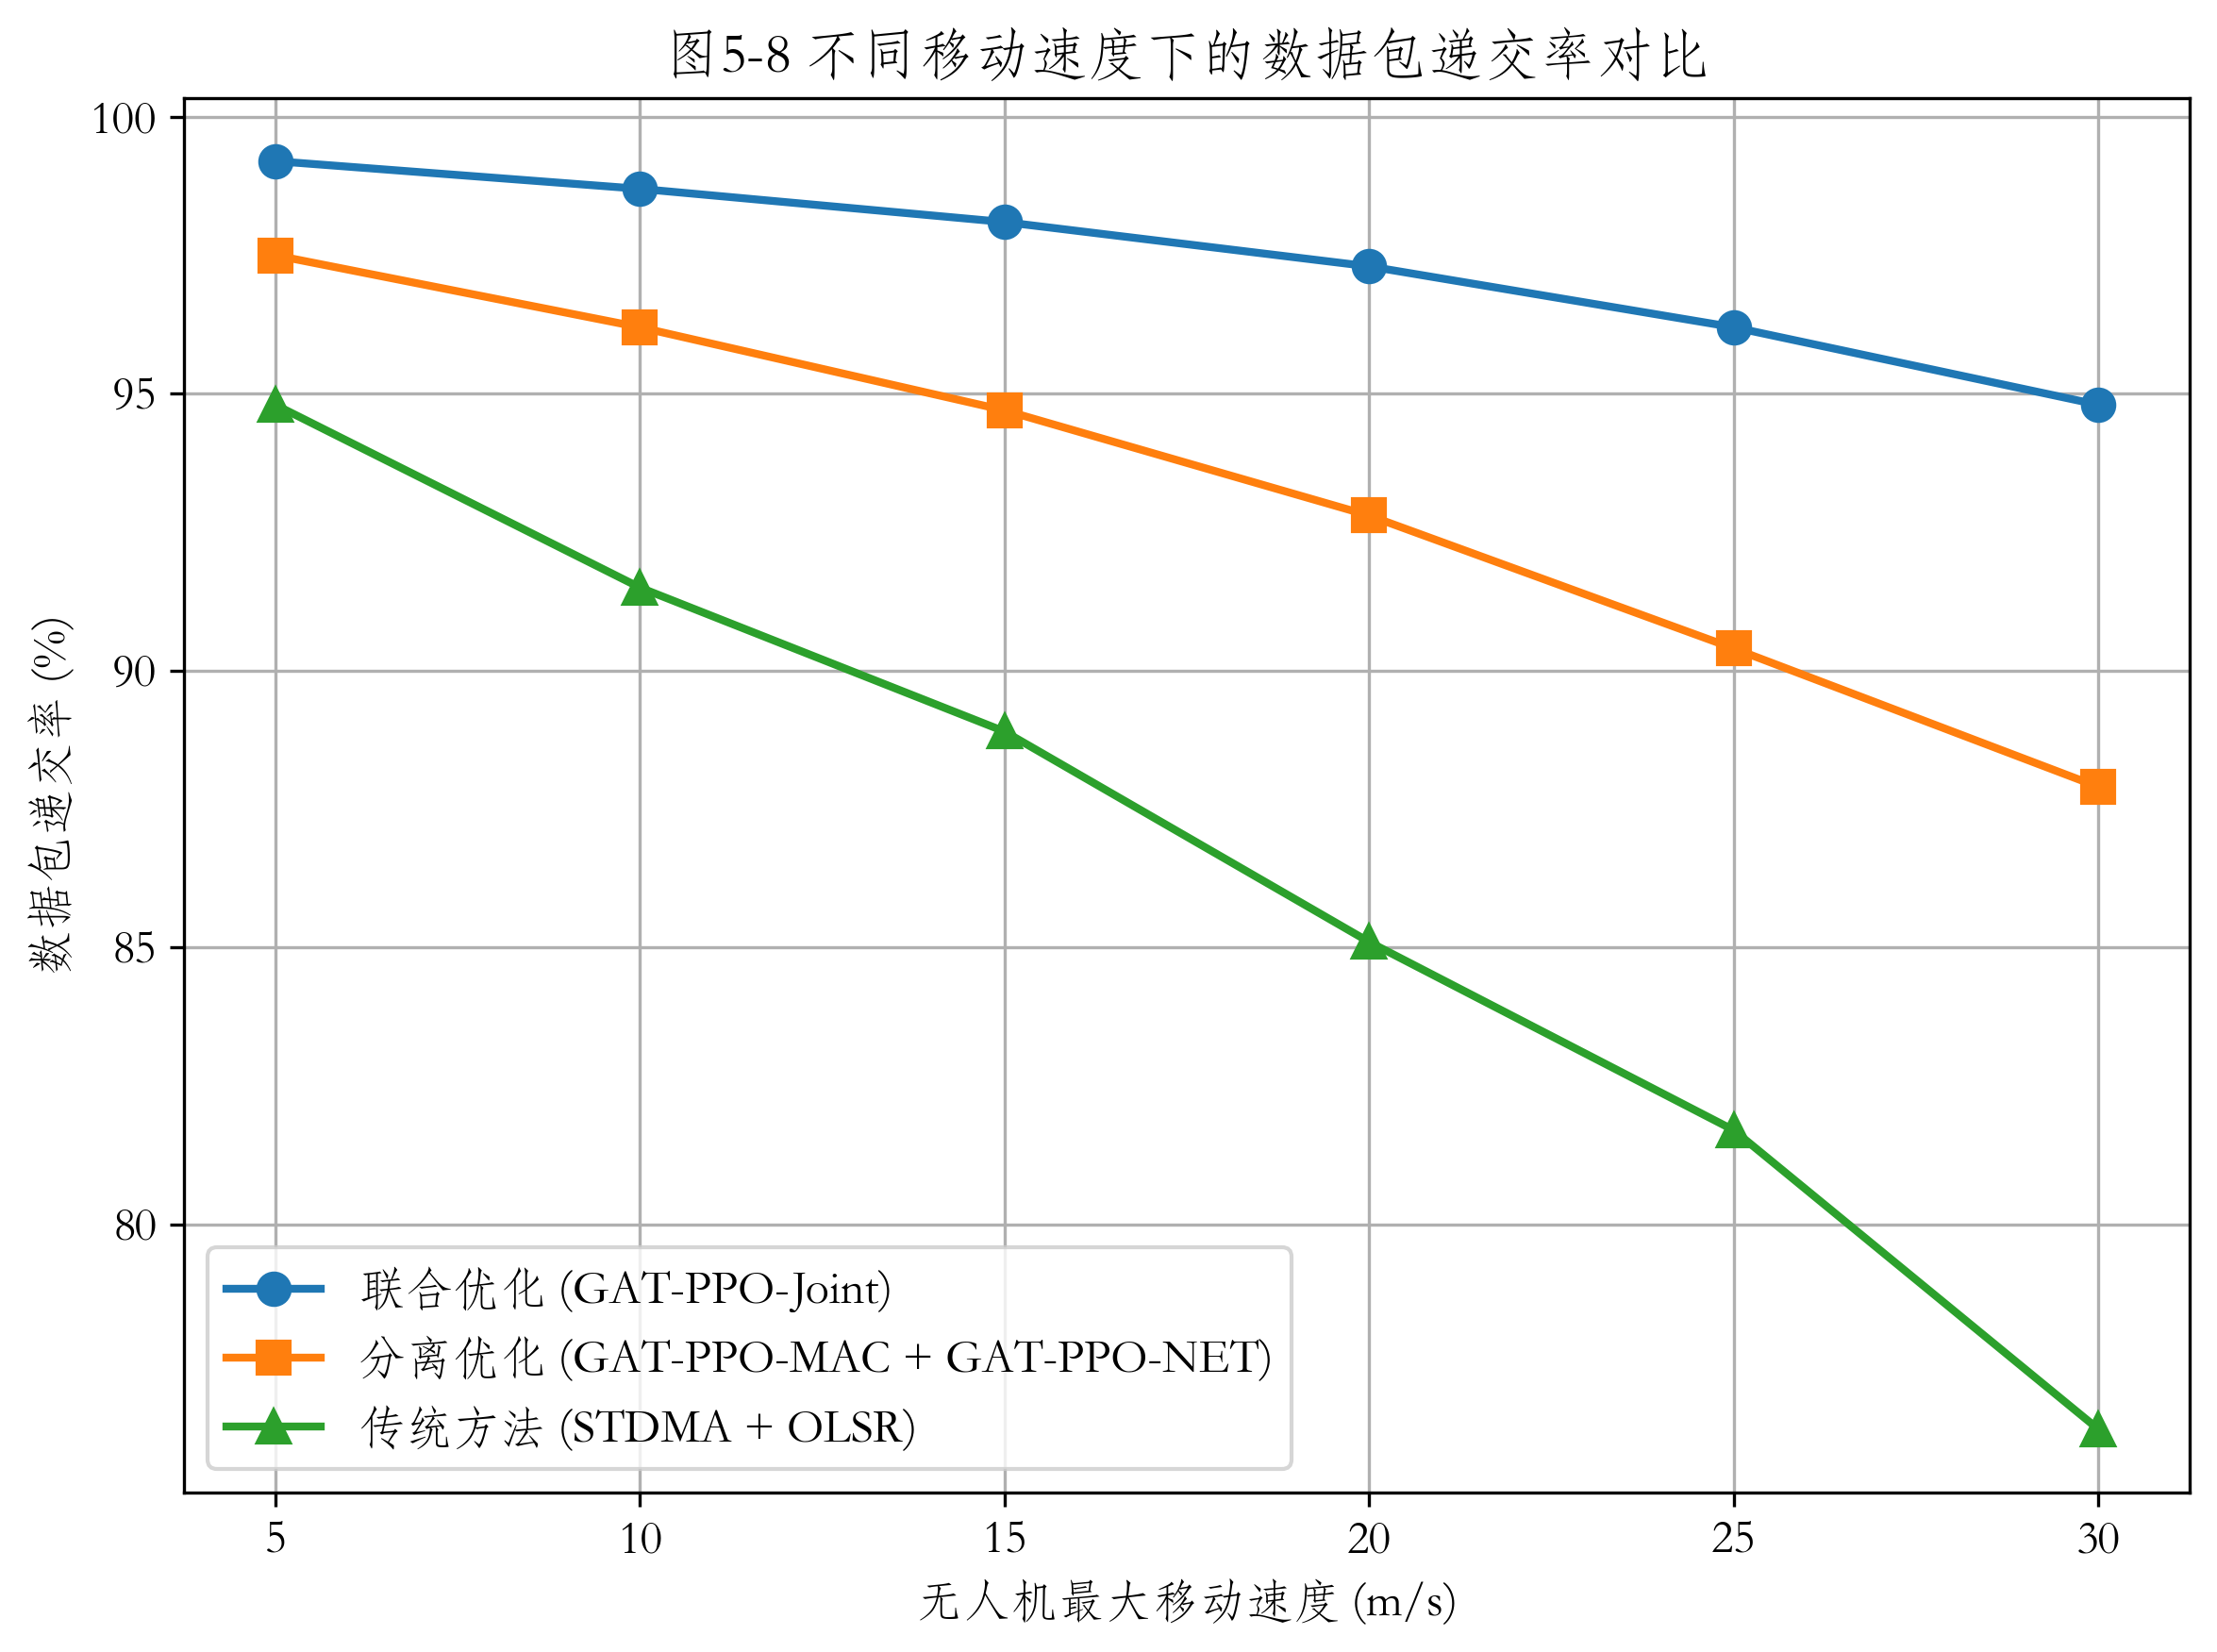 图5-8 不同移动速度下的数据包递交率对比
100
95
90
85
80
数据包递交率 (%)
联合优化 (GAT-PPO-Joint)
分离优化 (GAT-PPO-MAC + GAT-PPO-NET)
传统方法 (STDMA + OLSR)
5 10 15 20 25 30
无人机最大移动速度 (m/s)